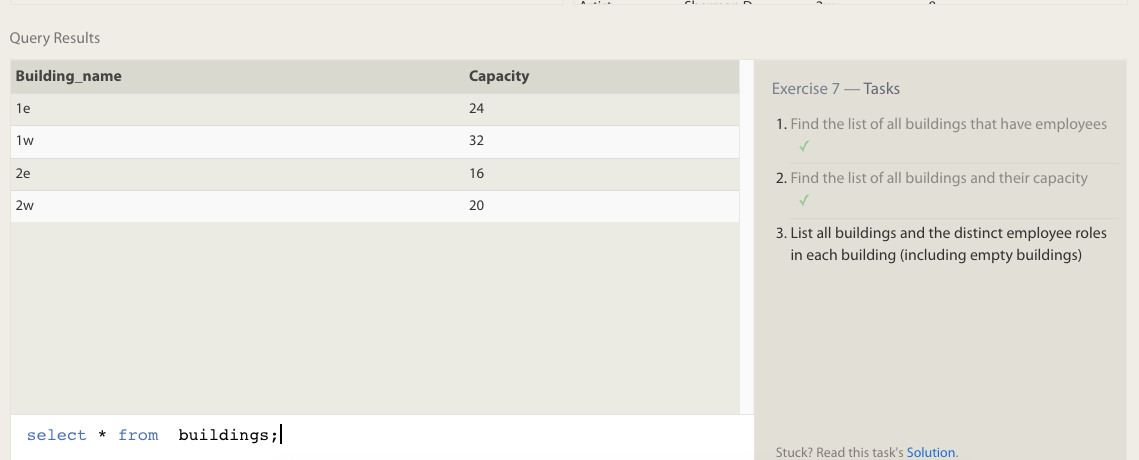 Query Results
Building_name Capacity
1e 24
1w 32
2e 16
2w 20
select * from  buildings;
Exercise 7 — Tasks
1. Find the list of all buildings that have employees
✓
2. Find the list of all buildings and their capacity
✓
3. List all buildings and the distinct employee roles
in each building (including empty buildings)
Stuck? Read this task's Solution.